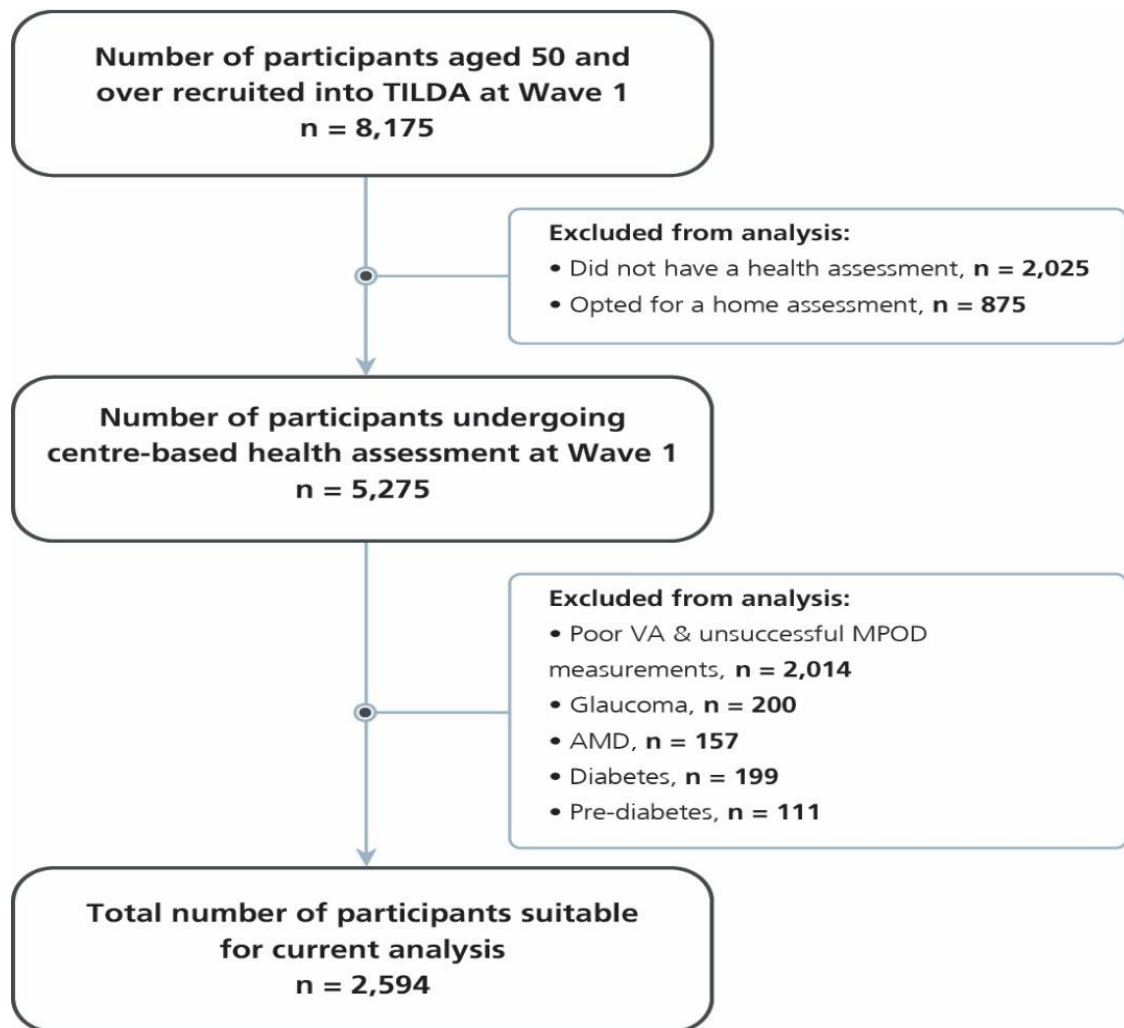 Number of participants aged 50 and
over recruited into TILDA at Wave 1
n = 8,175
Excluded from analysis:
• Did not have a health assessment, n = 2,025
• Opted for a home assessment, n = 875
Number of participants undergoing
centre-based health assessment at Wave 1
n = 5,275
Excluded from analysis:
• Poor VA & unsuccessful MPOD
measurements, n = 2,014
• Glaucoma, n = 200
• AMD, n = 157
• Diabetes, n = 199
• Pre-diabetes, n = 111
Total number of participants suitable
for current analysis
n = 2,594